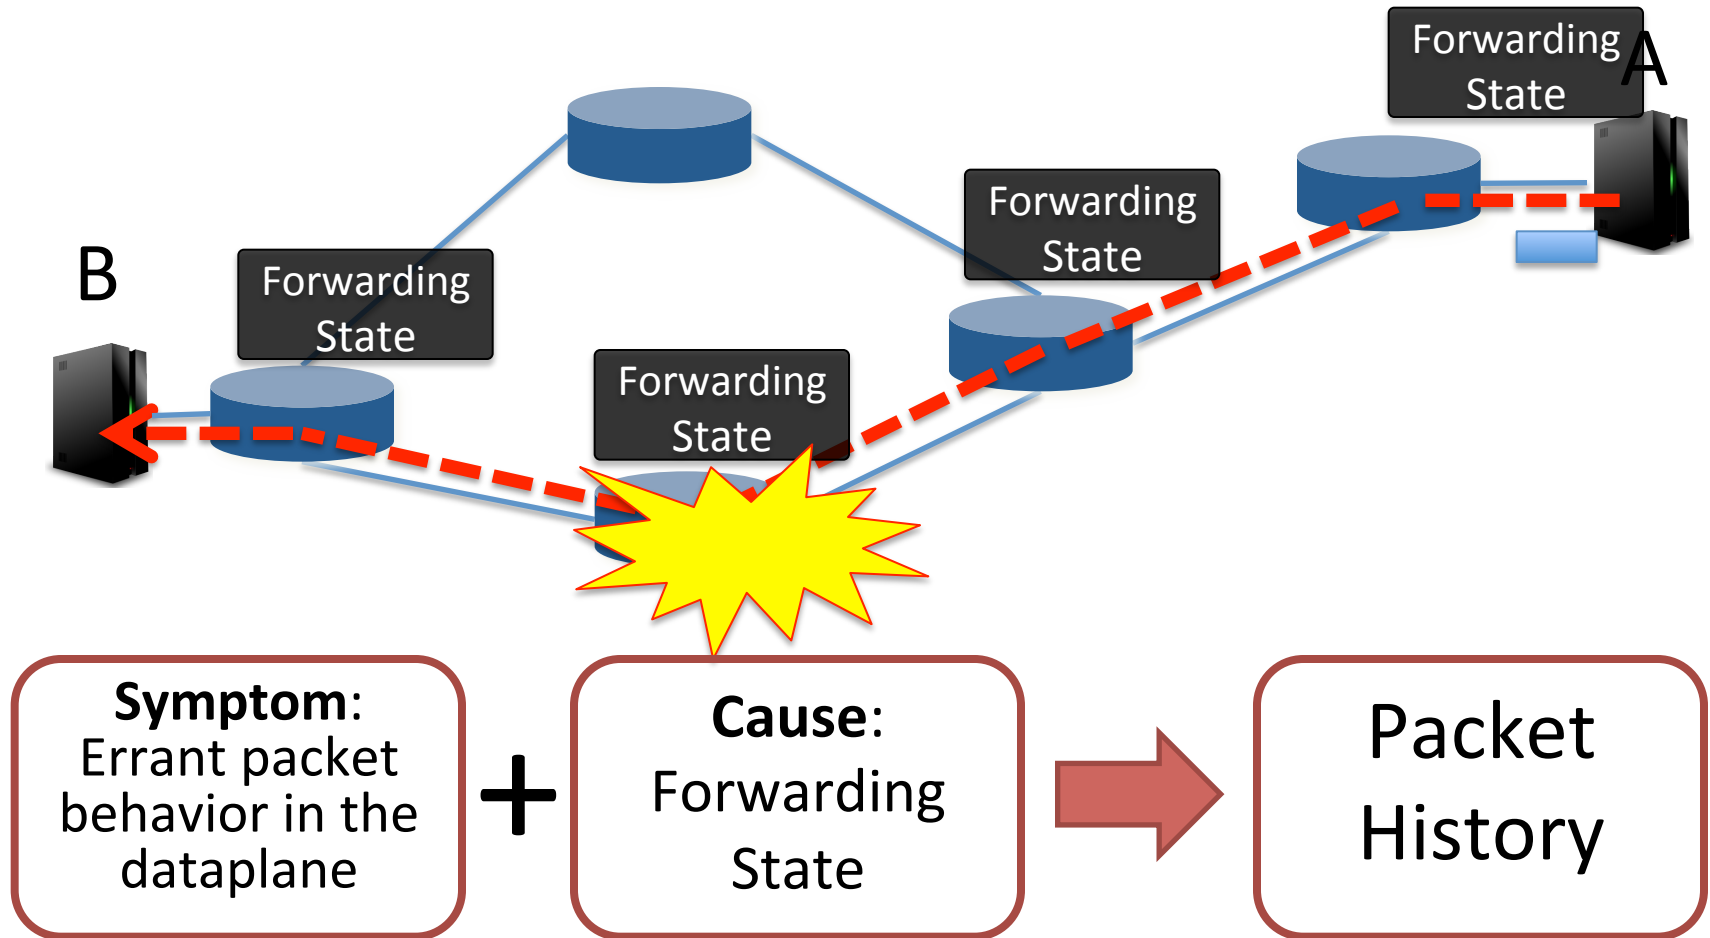 Forwarding
State
A
Forwarding
State
B
Forwarding
State
Forwarding
State
Symptom:
Errant packet
behavior in the
dataplane
+
Cause:
Forwarding
State
Packet
History